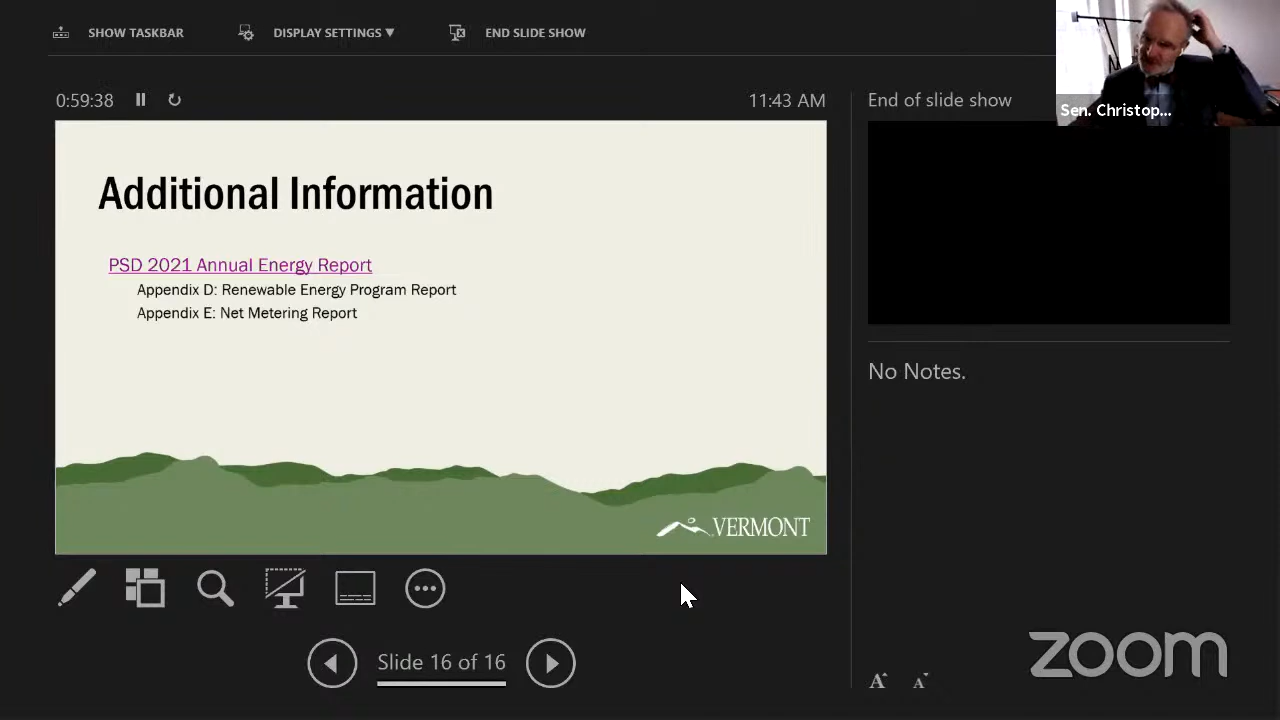 SHOW TASKBAR
DISPLAY SETTINGS ▼
END SLIDE SHOW
0:59:38
11:43 AM
End of slide show
Sen. Christop...
Additional Information
PSD 2021 Annual Energy Report
Appendix D: Renewable Energy Program Report
Appendix E: Net Metering Report
VERMONT
No Notes.
Slide 16 of 16
A A
zoom